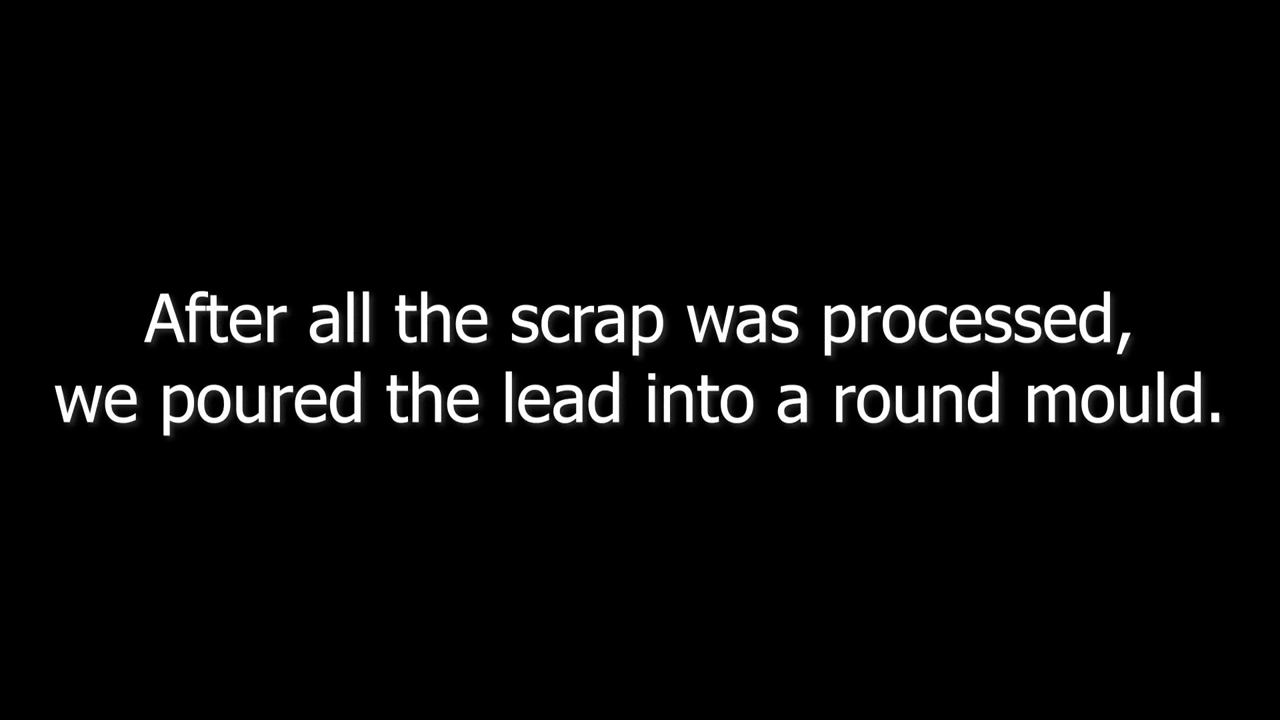 After all the scrap was processed,
we poured the lead into a round mould.